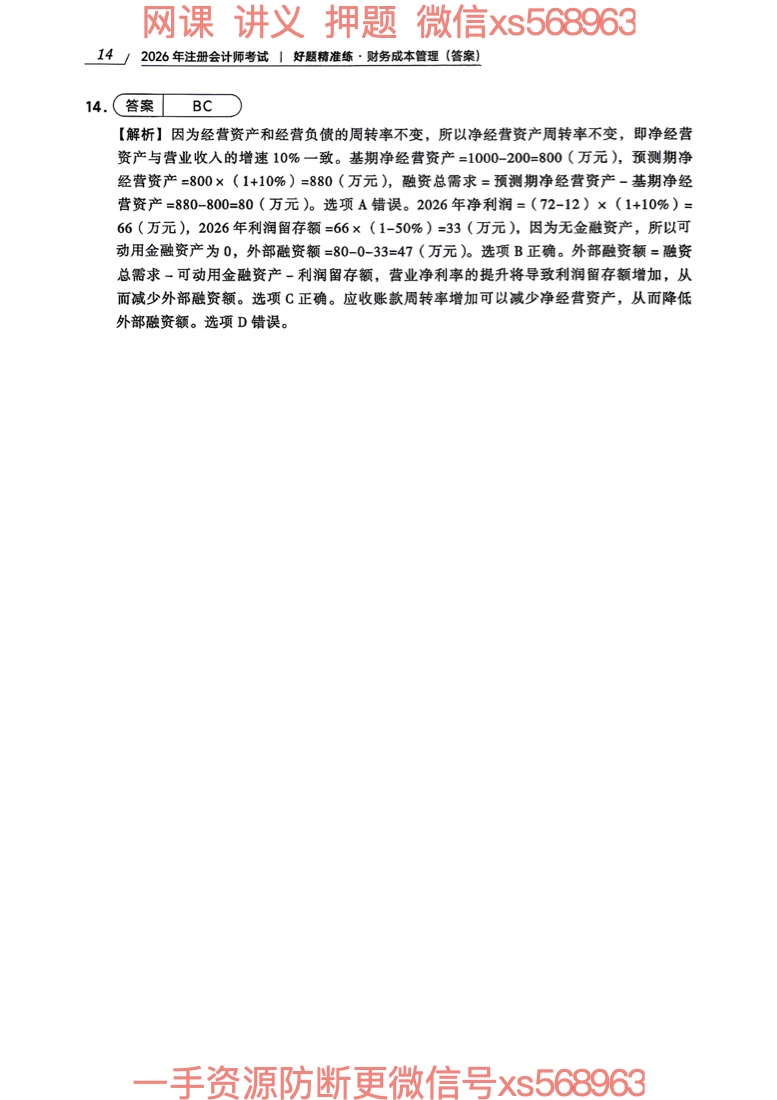 网课 讲义 押题 微信xs568963
14 / 2026年注册会计师考试 | 好题精准练·财务成本管理（答案）
14. 答案 BC
【解析】因为经营资产和经营负债的周转率不变，所以净经营资产周转率不变，即净经营
资产与营业收入的增速 10% 一致。基期净经营资产 =1000-200=800（万元），预测期净
经营资产 =800×（1+10%）=880（万元），融资总需求 = 预测期净经营资产 - 基期净经
营资产 =880-800=80（万元）。选项 A 错误。2026 年净利润 =（72-12）×（1+10%）=
66（万元），2026 年利润留存额 =66×（1-50%）=33（万元），因为无金融资产，所以可
动用金融资产为 0，外部融资额 =80-0-33=47（万元）。选项 B 正确。外部融资额 = 融资
总需求 - 可动用金融资产 - 利润留存额，营业净利率的提升将导致利润留存额增加，从
而减少外部融资额。选项 C 正确。应收账款周转率增加可以减少净经营资产，从而降低
外部融资额。选项 D 错误。
一手资源防断更微信号xs568963